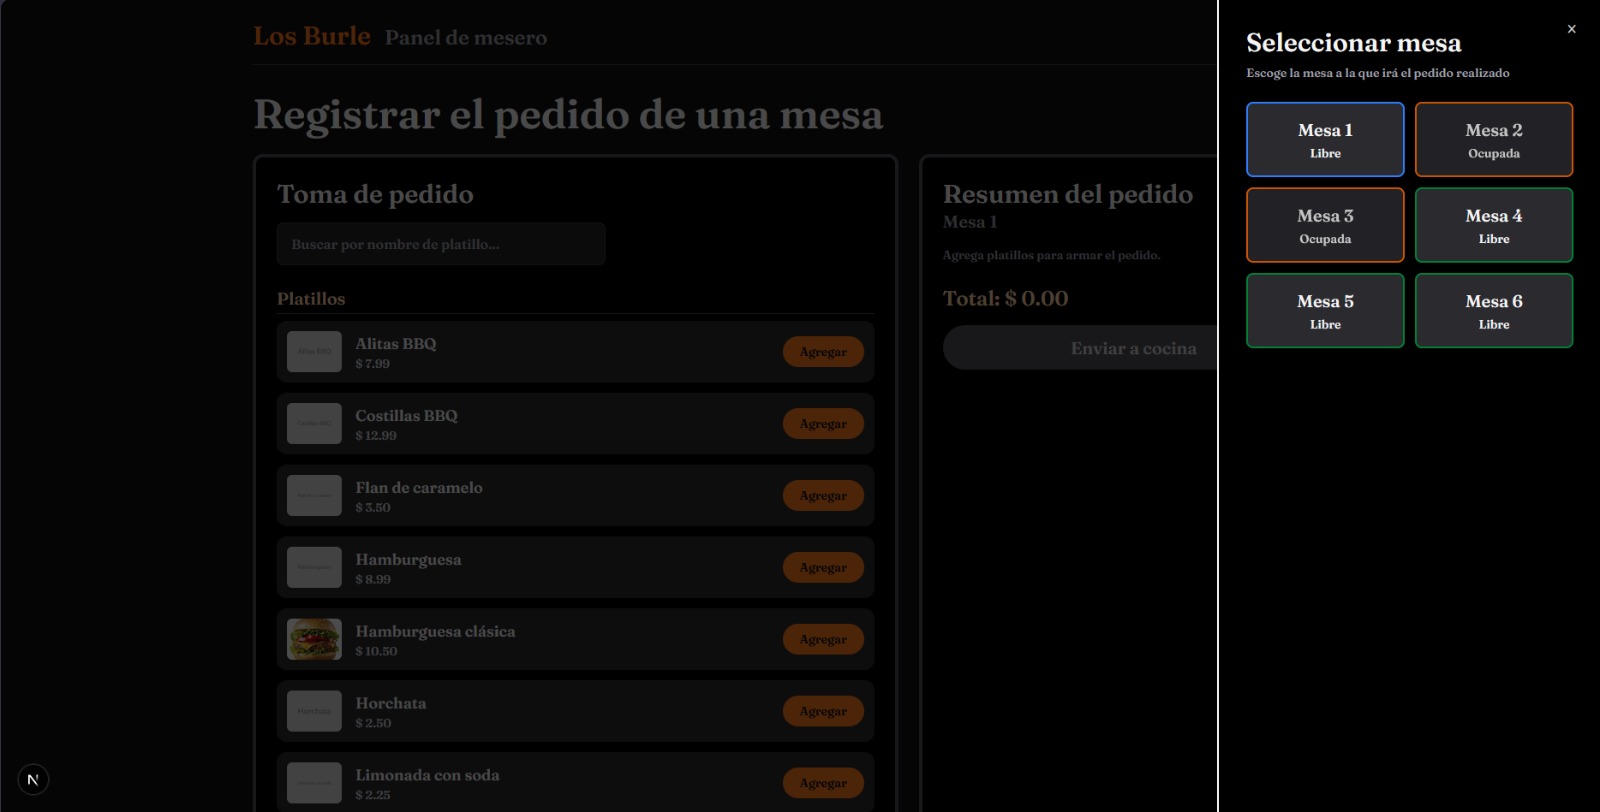 Los Burle Panel de mesero
Registrar el pedido de una mesa
Toma de pedido
Buscar por nombre de platillo...
Platillos
Alitas BBQ
Alitas BBQ
$ 7.99
Agregar
Costillas BBQ
Costillas BBQ
$ 12.99
Agregar
Flan de caramelo
$ 3.50
Agregar
Hamburguesa
$ 8.99
Agregar
Hamburguesa clásica
$ 10.50
Agregar
Horchata
Horchata
$ 2.50
Agregar
Limonada con soda
$ 2.25
Agregar
Resumen del pedido
Mesa 1
Agrega platillos para armar el pedido.
Total: $ 0.00
Enviar a cocina
Seleccionar mesa
×
Escoge la mesa a la que irá el pedido realizado
Mesa 1
Libre
Mesa 2
Ocupada
Mesa 3
Ocupada
Mesa 4
Libre
Mesa 5
Libre
Mesa 6
Libre
N